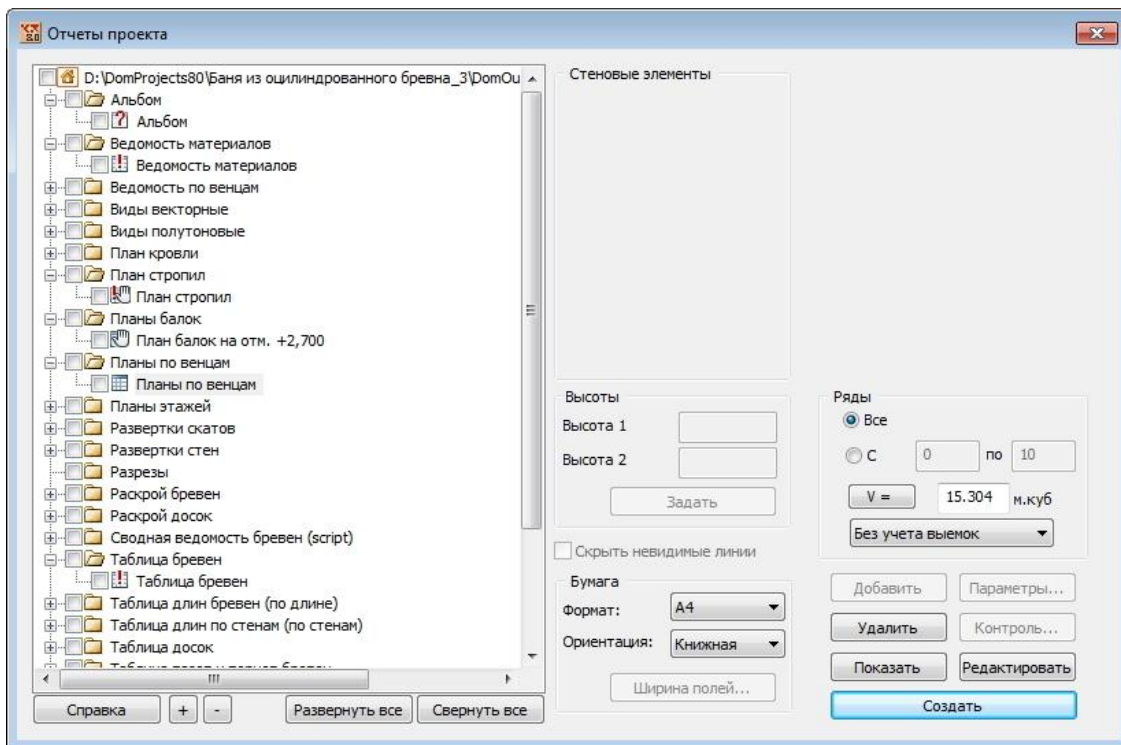 Отчеты проекта
D:\DomProjects80\Баня из оцилиндрованного бревна_3\DomOu
Альбом
Альбом
Ведомость материалов
Ведомость материалов
Ведомость по венцам
Виды векторные
Виды полутоновые
План кровли
План стропил
План стропил
Планы балок
План балок на отм. +2,700
Планы по венцам
Планы по венцам
Планы этажей
Развертки скатов
Развертки стен
Разрезы
Раскрой бревен
Раскрой досок
Сводная ведомость бревен (script)
Таблица бревен
Таблица бревен
Таблица длин бревен (по длине)
Таблица длин по стенам (по стенам)
Таблица досок
Справка
+
-
Развернуть все
Свернуть все
Стеновые элементы
Высоты
Высота 1
Высота 2
Задать
Скрыть невидимые линии
Бумага
Формат: A4
Ориентация: Книжная
Ширина полей...
Ряды
Все
С 0 по 10
V = 15.304 м.куб
Без учета выемок
Добавить Параметры...
Удалить Контроль...
Показать Редактировать
Создать